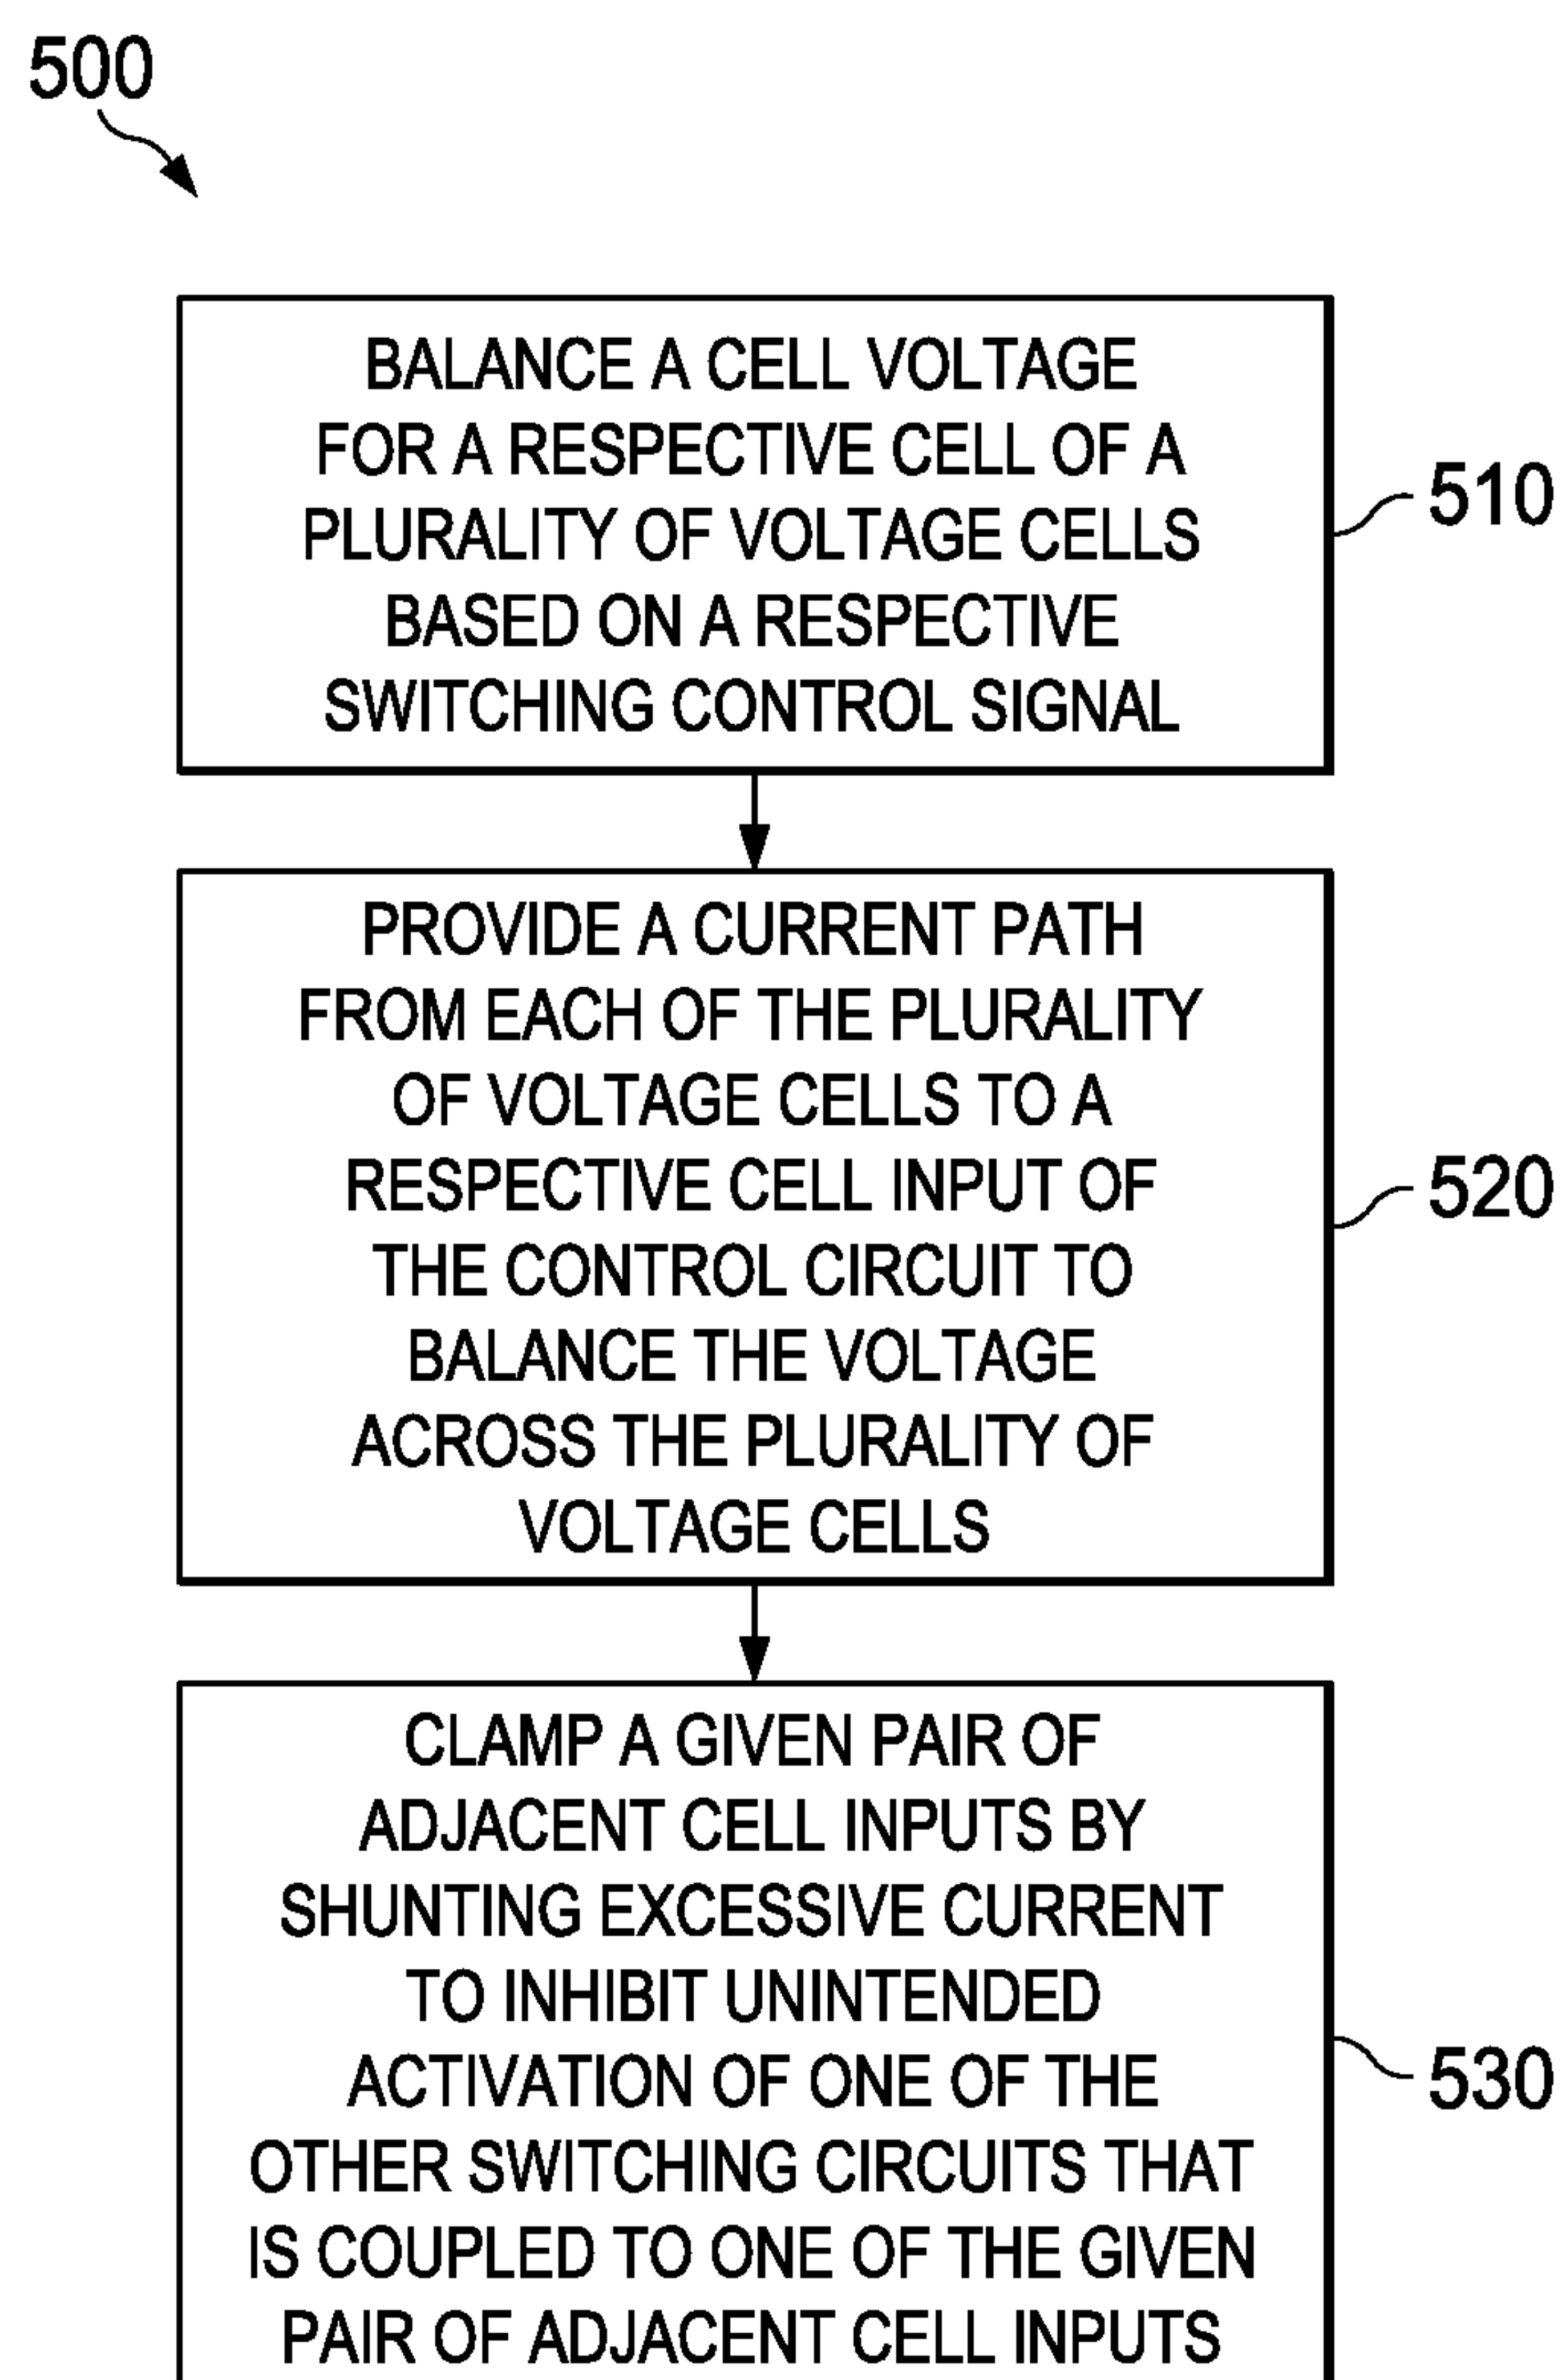 500
BALANCE A CELL VOLTAGE
FOR A RESPECTIVE CELL OF A
PLURALITY OF VOLTAGE CELLS
BASED ON A RESPECTIVE
SWITCHING CONTROL SIGNAL
510
PROVIDE A CURRENT PATH
FROM EACH OF THE PLURALITY
OF VOLTAGE CELLS TO A
RESPECTIVE CELL INPUT OF
THE CONTROL CIRCUIT TO
BALANCE THE VOLTAGE
ACROSS THE PLURALITY OF
VOLTAGE CELLS
520
CLAMP A GIVEN PAIR OF
ADJACENT CELL INPUTS BY
SHUNTING EXCESSIVE CURRENT
TO INHIBIT UNINTENDED
ACTIVATION OF ONE OF THE
OTHER SWITCHING CIRCUITS THAT
IS COUPLED TO ONE OF THE GIVEN
PAIR OF ADJACENT CELL INPUTS
530